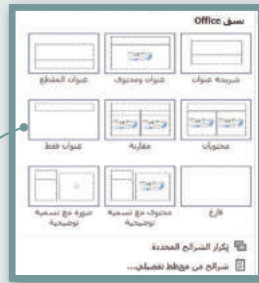 نسق Office
شريحة عنوان
عنوان ومحتوى
عنوان المقطع
محتويان
مقارنة
عنوان فقط
فارغ
محتوى مع تسمية توضيحية
صورة مع تسمية توضيحية
تكرار الشرائح المحددة
شرائح من مخطط تفصيلي...